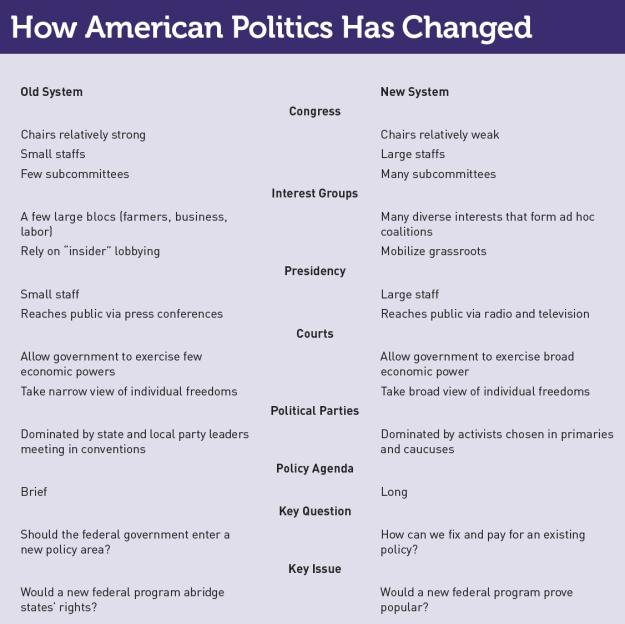 How American Politics Has Changed
Old System New System
Congress
Chairs relatively strong Chairs relatively weak
Small staffs Large staffs
Few subcommittees Many subcommittees
Interest Groups
A few large blocs (farmers, business, Many diverse interests that form ad hoc
labor) coalitions
Rely on “insider” lobbying Mobilize grassroots
Presidency
Small staff Large staff
Reaches public via press conferences Reaches public via radio and television
Courts
Allow government to exercise few Allow government to exercise broad
economic powers economic power
Take narrow view of individual freedoms Take broad view of individual freedoms
Political Parties
Dominated by state and local party leaders Dominated by activists chosen in primaries
meeting in conventions and caucuses
Policy Agenda
Brief Long
Key Question
Should the federal government enter a How can we fix and pay for an existing
new policy area? policy?
Key Issue
Would a new federal program abridge Would a new federal program prove
states’ rights? popular?